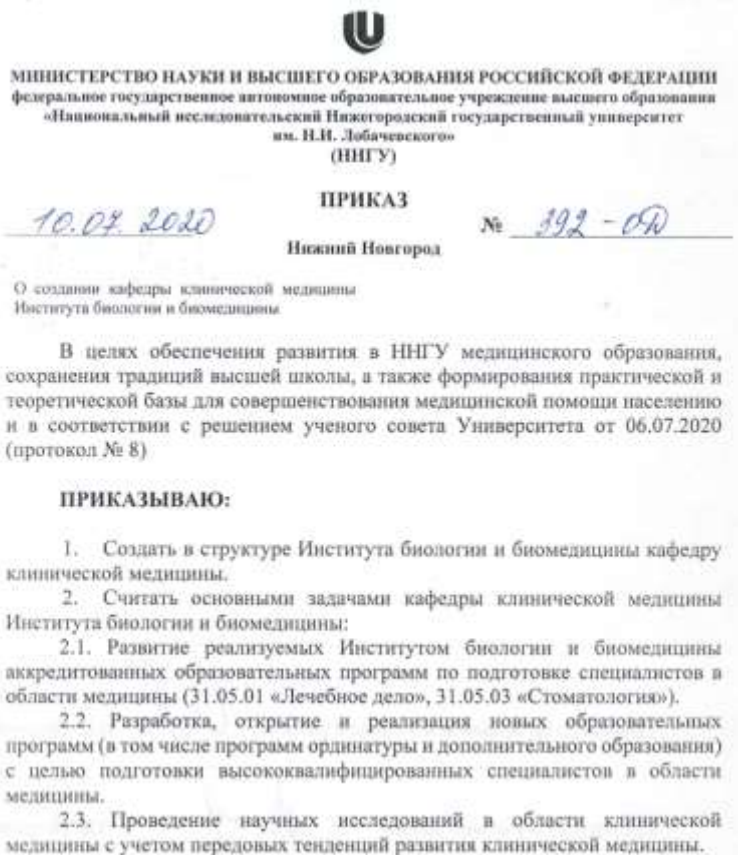 МИНИСТЕРСТВО НАУКИ И ВЫСШЕГО ОБРАЗОВАНИЯ РОССИЙСКОЙ ФЕДЕРАЦИИ
федеральное государственное автономное образовательное учреждение высшего образования
«Национальный исследовательский Нижегородский государственный университет
им. Н.И. Лобачевского»
(ННГУ)
ПРИКАЗ
10.07.2020 № 392-ОД
Нижний Новгород
О создании кафедры клинической медицины
Института биологии и биомедицины
В целях обеспечения развития в ННГУ медицинского образования,
сохранения традиций высшей школы, а также формирования практической и
теоретической базы для совершенствования медицинской помощи населению
и в соответствии с решением ученого совета Университета от 06.07.2020
(протокол № 8)
ПРИКАЗЫВАЮ:
1. Создать в структуре Института биологии и биомедицины кафедру
клинической медицины.
2. Считать основными задачами кафедры клинической медицины
Института биологии и биомедицины:
2.1. Развитие реализуемых Институтом биологии и биомедицины
аккредитованных образовательных программ по подготовке специалистов в
области медицины (31.05.01 «Лечебное дело», 31.05.03 «Стоматология»).
2.2. Разработка, открытие и реализация новых образовательных
программ (в том числе программ ординатуры и дополнительного образования)
с целью подготовки высококвалифицированных специалистов в области
медицины.
2.3. Проведение научных исследований в области клинической
медицины с учетом передовых тенденций развития клинической медицины.